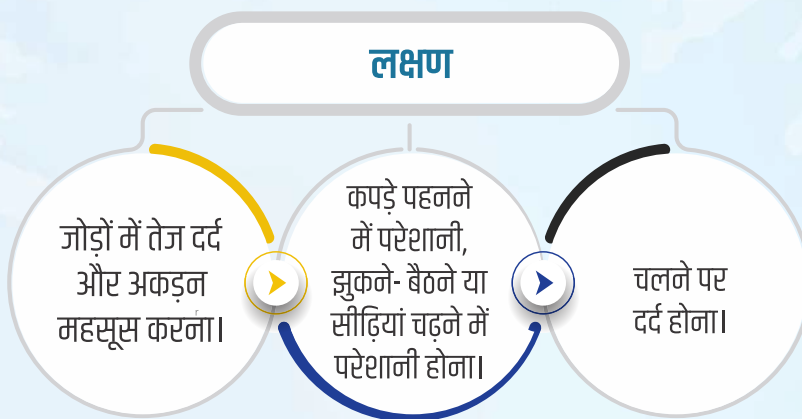 लक्षण
जोड़ों में तेज दर्द
और अकड़न
महसूस करना।
कपड़े पहनने
में परेशानी,
झुकने- बैठने या
सीढ़ियां चढ़ने में
परेशानी होना।
चलने पर
दर्द होना।